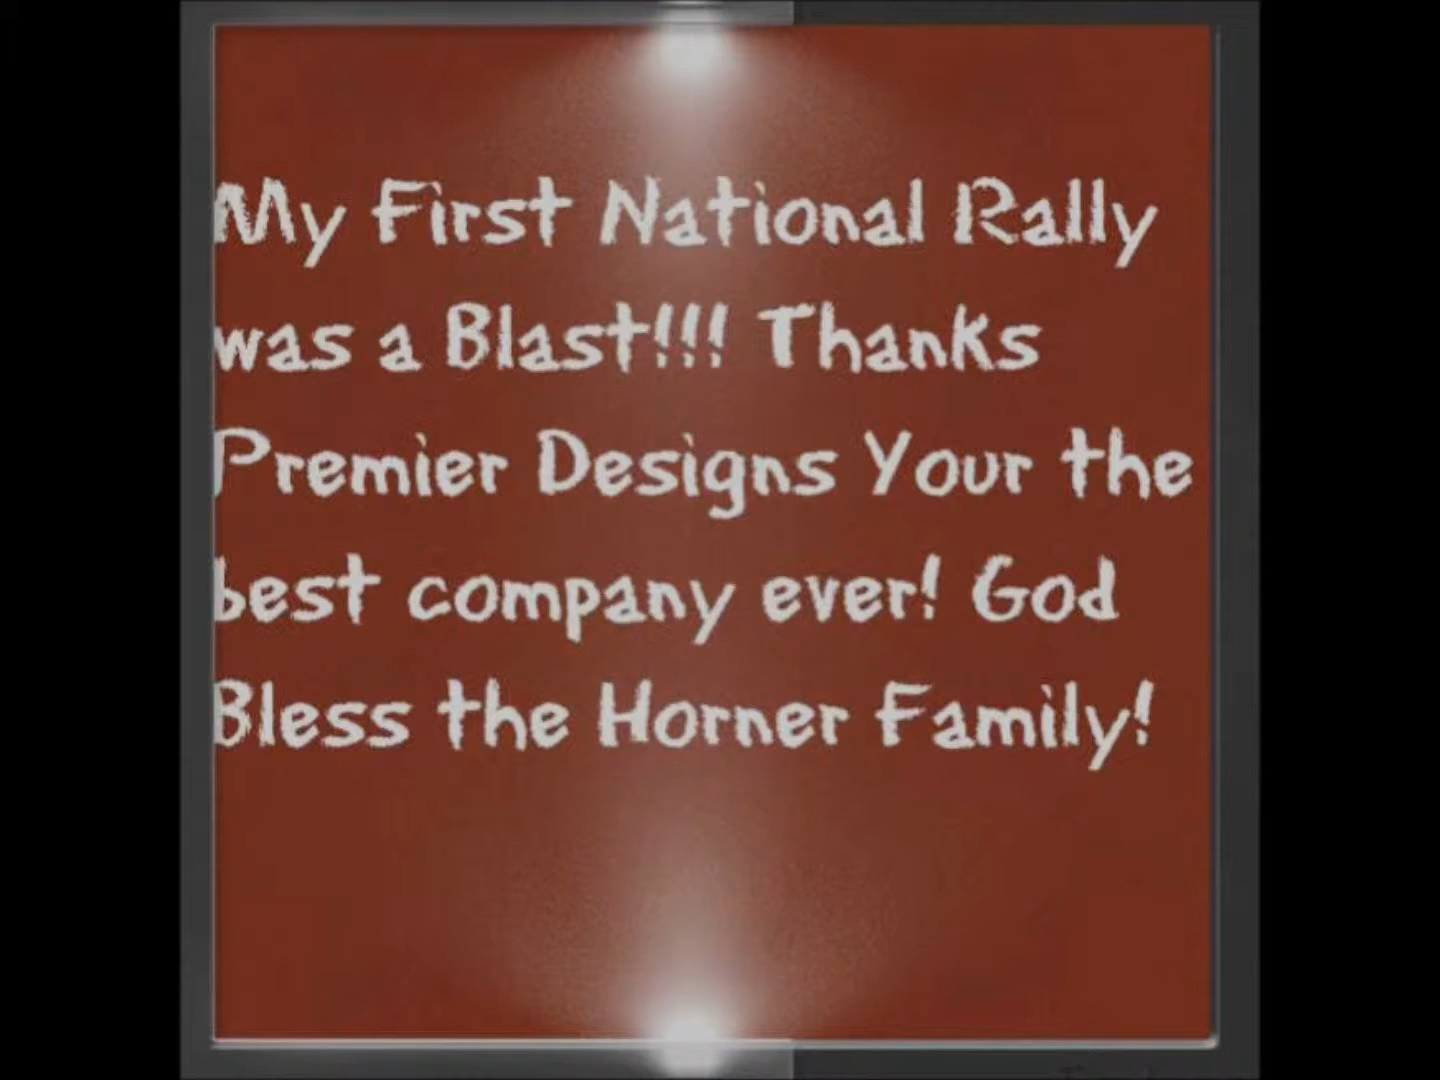 My First National Rally
was a Blast!!! Thanks
Premier Designs Your the
best company ever! God
Bless the Horner Family!